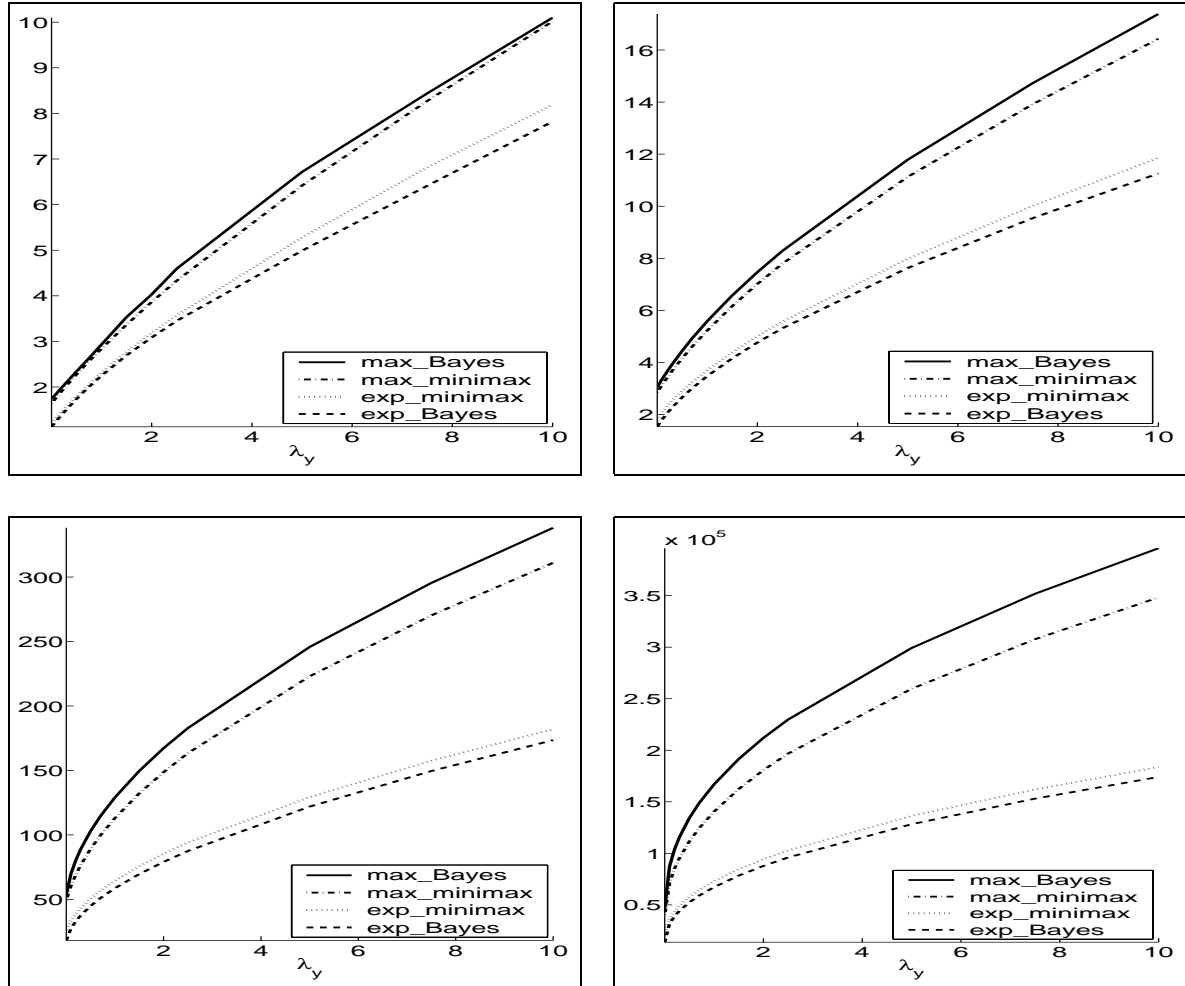 10
9
8
7
6
5
4
3
2
2 4 6 8 10
λy
max_Bayes
max_minimax
exp_minimax
exp_Bayes
16
14
12
10
8
6
4
2
2 4 6 8 10
λy
max_Bayes
max_minimax
exp_minimax
exp_Bayes
300
250
200
150
100
50
2 4 6 8 10
λy
max_Bayes
max_minimax
exp_minimax
exp_Bayes
x 10^5
3.5
3
2.5
2
1.5
1
0.5
2 4 6 8 10
λy
max_Bayes
max_minimax
exp_minimax
exp_Bayes